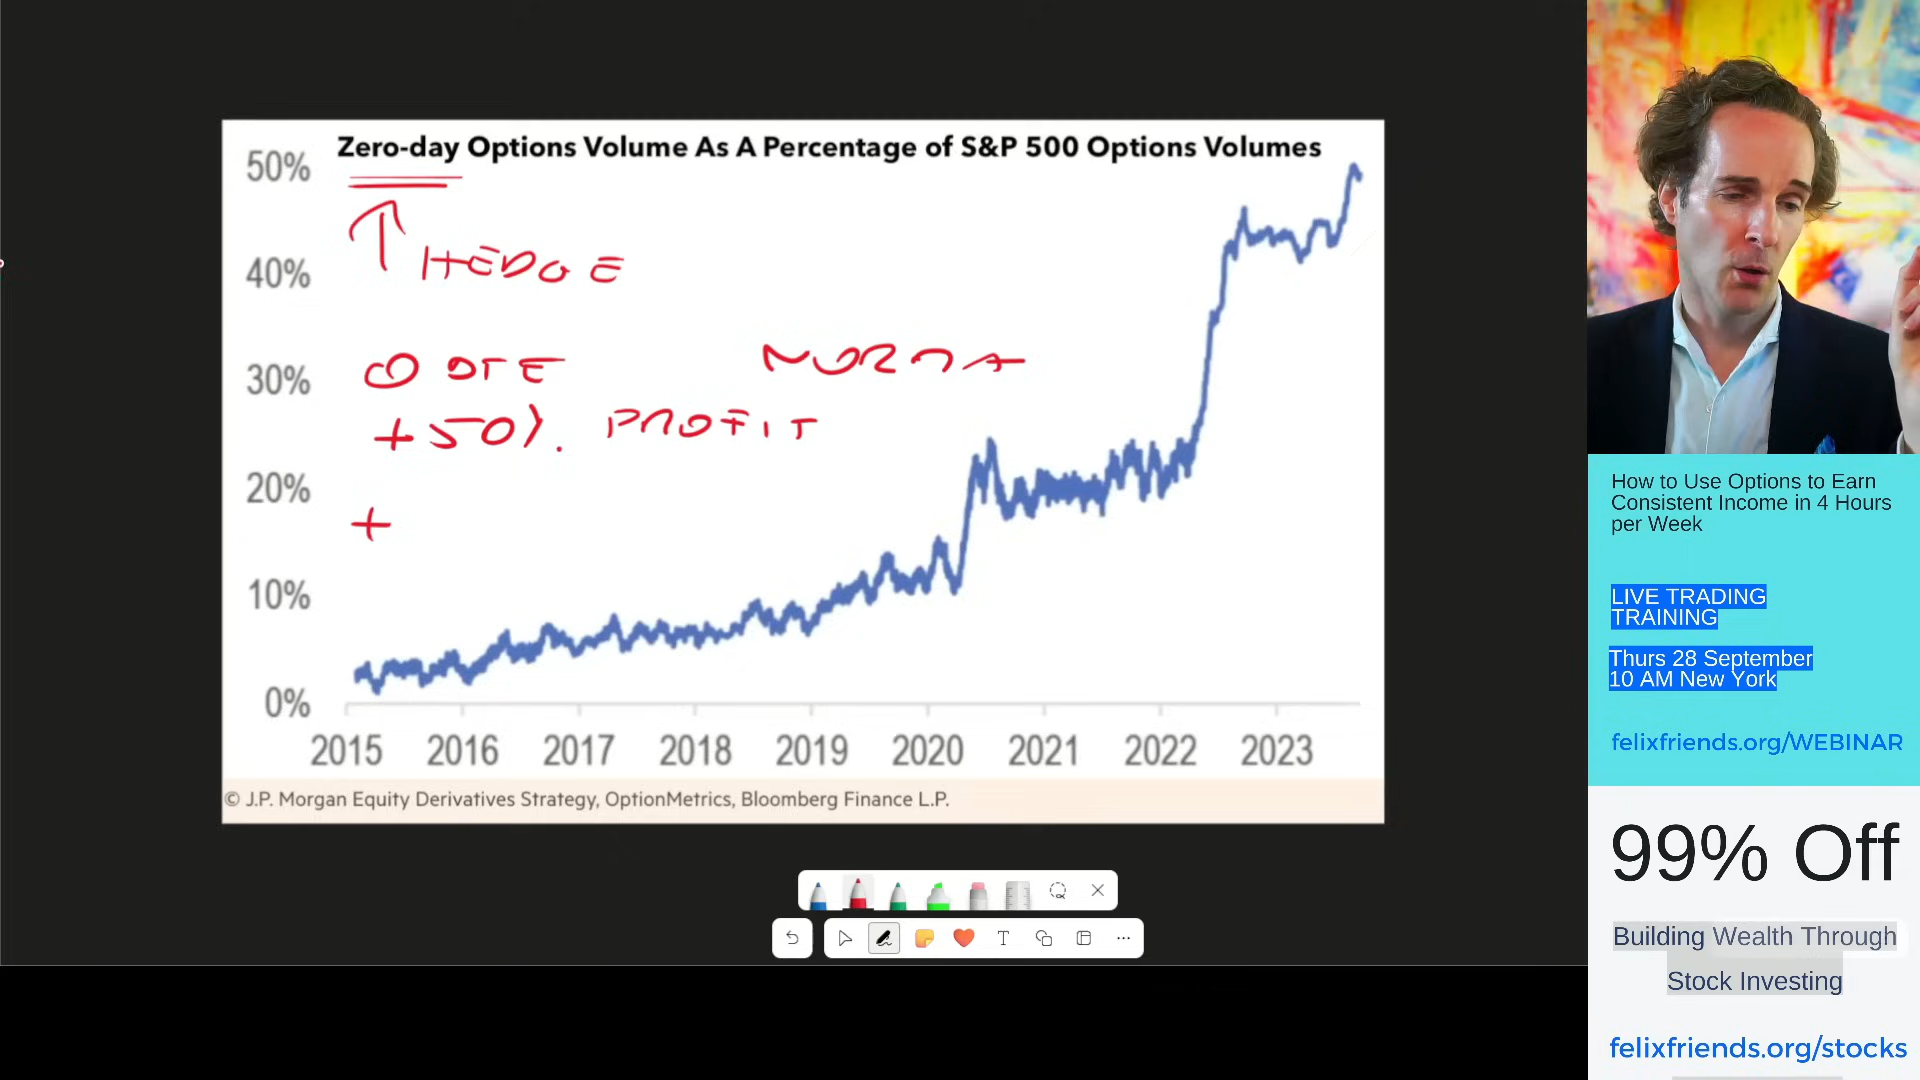 Zero-day Options Volume As A Percentage of S&P 500 Options Volumes
50%
40%
30%
20%
10%
0%
HEDGE
0 DTE
NORMA
+50%. PROFIT
+
2015 2016 2017 2018 2019 2020 2021 2022 2023
© J.P. Morgan Equity Derivatives Strategy, OptionMetrics, Bloomberg Finance L.P.
T
How to Use Options to Earn
Consistent Income in 4 Hours
per Week
LIVE TRADING
TRAINING
Thurs 28 September
10 AM New York
felixfriends.org/WEBINAR
99% Off
Building Wealth Through
Stock Investing
felixfriends.org/stocks